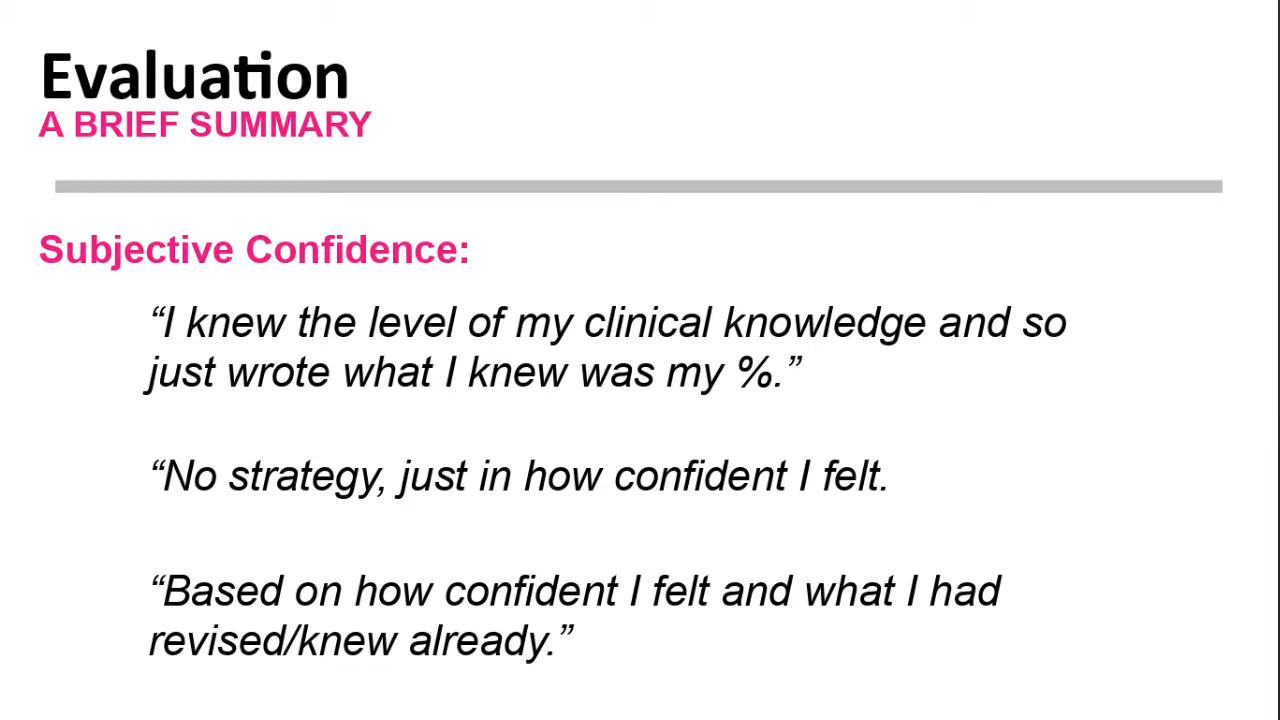 Evaluation
A BRIEF SUMMARY
Subjective Confidence:
“I knew the level of my clinical knowledge and so
just wrote what I knew was my %.”
“No strategy, just in how confident I felt.
“Based on how confident I felt and what I had
revised/knew already.”